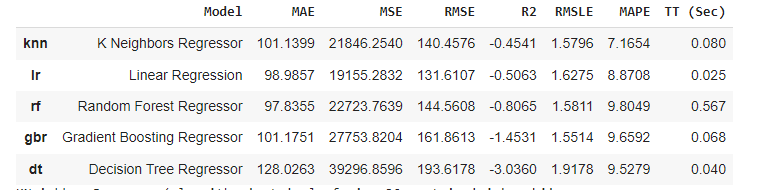 Model MAE MSE RMSE R2 RMSLE MAPE TT (Sec)
knn K Neighbors Regressor 101.1399 21846.2540 140.4576 -0.4541 1.5796 7.1654 0.080
lr Linear Regression 98.9857 19155.2832 131.6107 -0.5063 1.6275 8.8708 0.025
rf Random Forest Regressor 97.8355 22723.7639 144.5608 -0.8065 1.5811 9.8049 0.567
gbr Gradient Boosting Regressor 101.1751 27753.8204 161.8613 -1.4531 1.5514 9.6592 0.068
dt Decision Tree Regressor 128.0263 39296.8596 193.6178 -3.0360 1.9178 9.5279 0.040